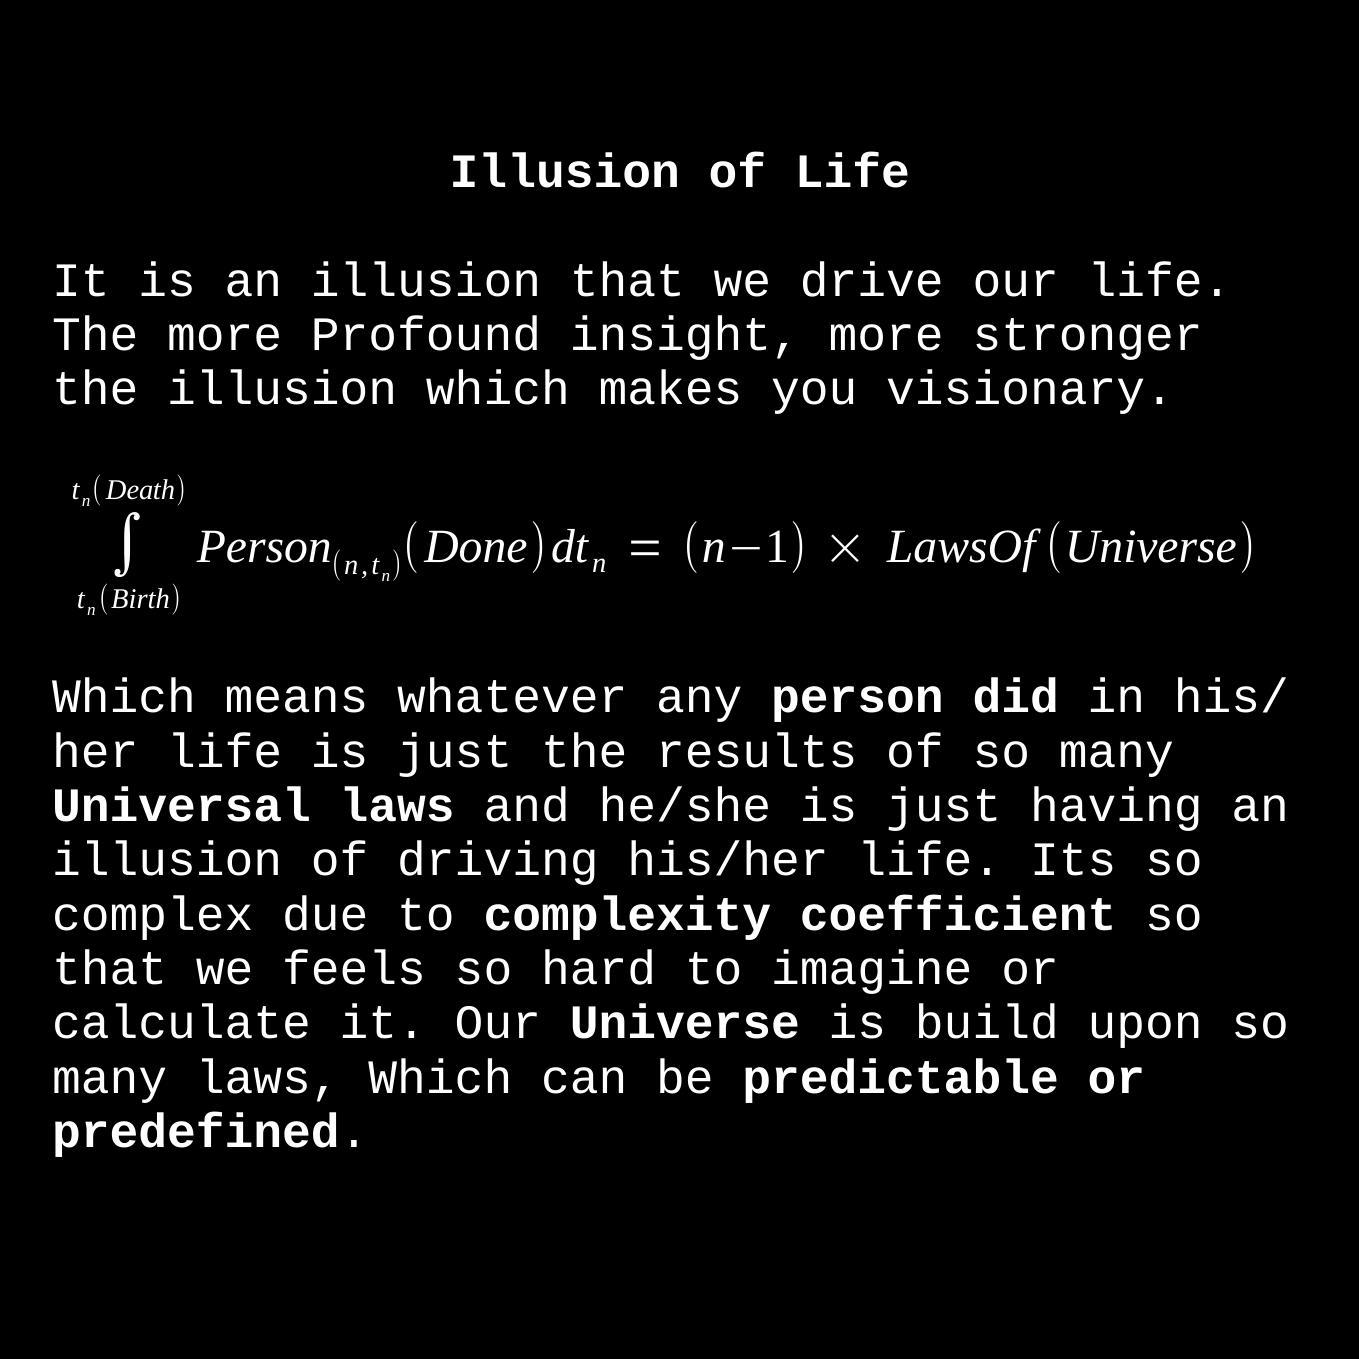 Illusion of Life
It is an illusion that we drive our life.
The more Profound insight, more stronger
the illusion which makes you visionary.
t_n(Death)
∫ Person_(n,t_n)(Done)dt_n = (n−1) × LawsOf(Universe)
t_n(Birth)
Which means whatever any person did in his/
her life is just the results of so many
Universal laws and he/she is just having an
illusion of driving his/her life. Its so
complex due to complexity coefficient so
that we feels so hard to imagine or
calculate it. Our Universe is build upon so
many laws, Which can be predictable or
predefined.